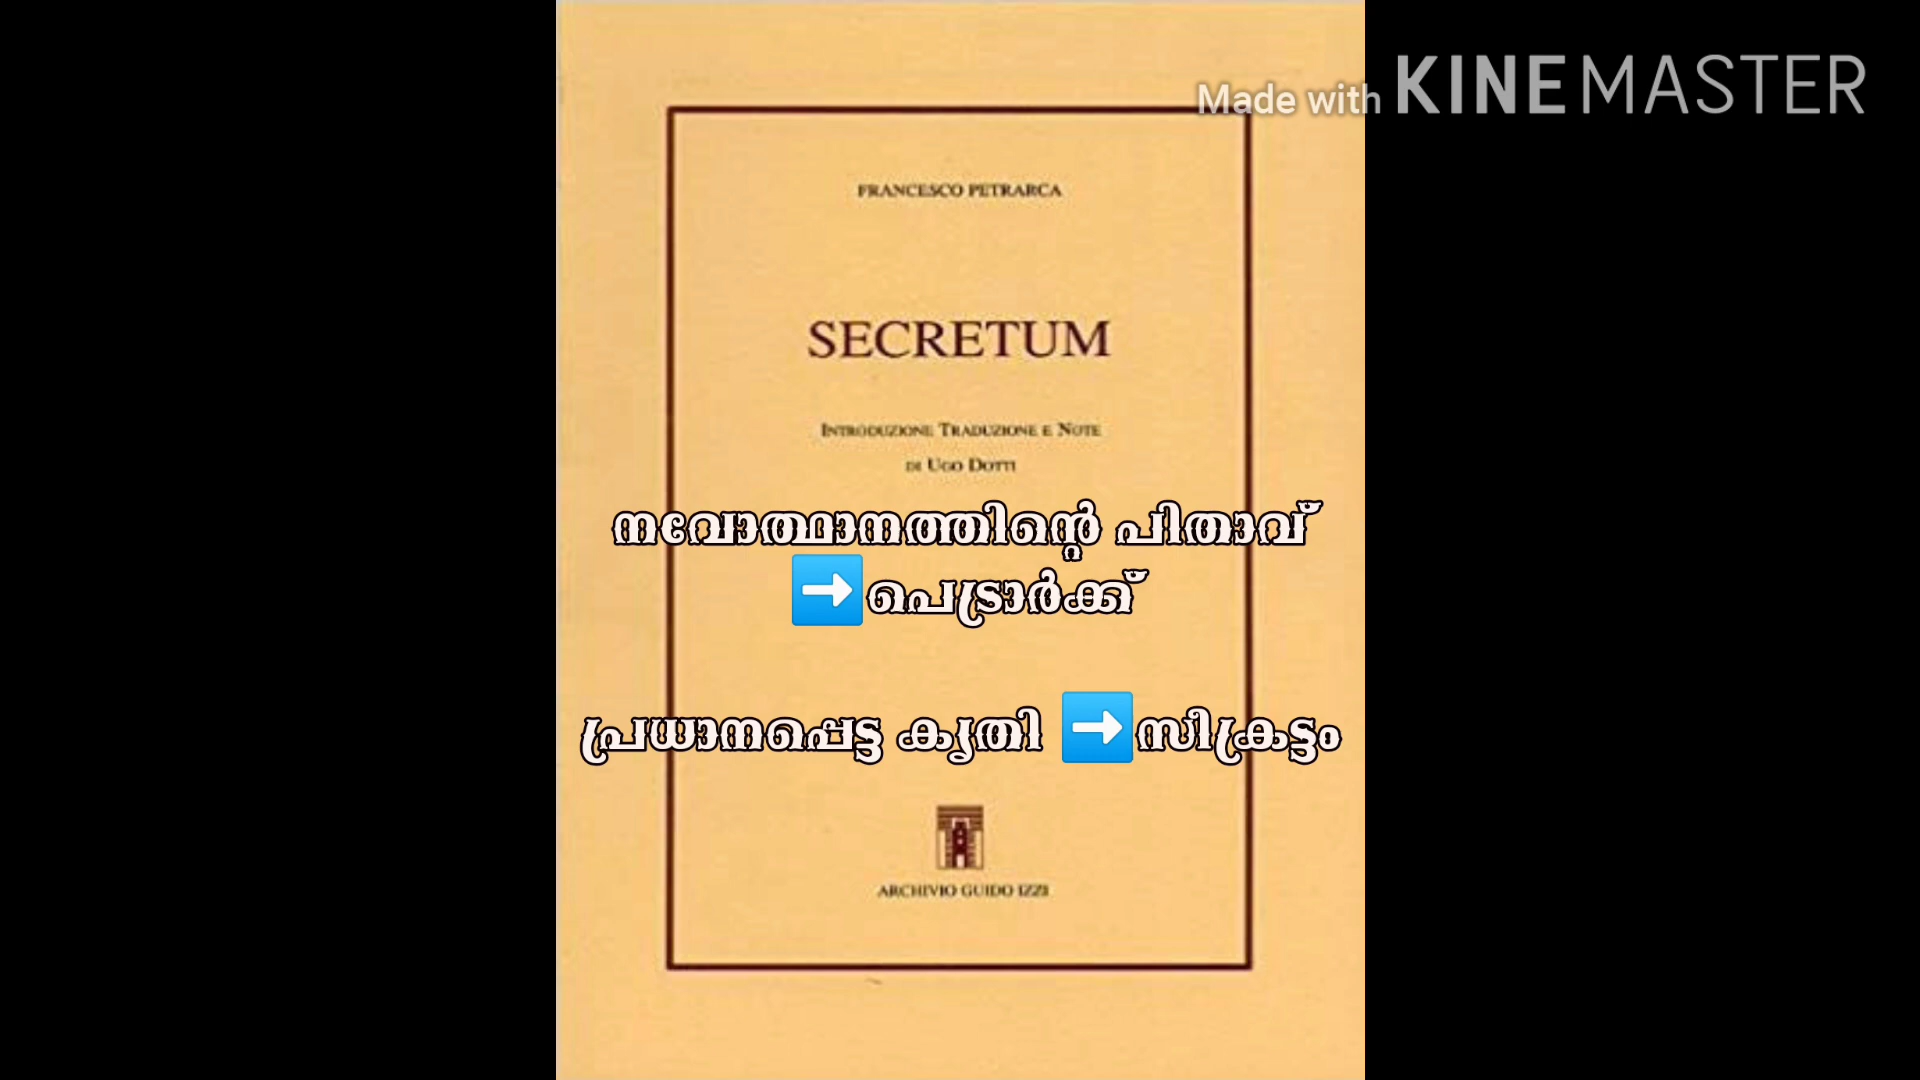 Made with KINEMASTER
FRANCESCO PETRARCA
SECRETUM
INTRODUZIONE TRADUZIONE E NOTE
DI UGO DOTTI
നവോത്ഥാനത്തിന്റെ പിതാവ്
➡️പെട്രാർക്ക്
പ്രധാനപ്പെട്ട കൃതി ➡️സീക്രട്ടം
ARCHIVIO GUIDO IZZI